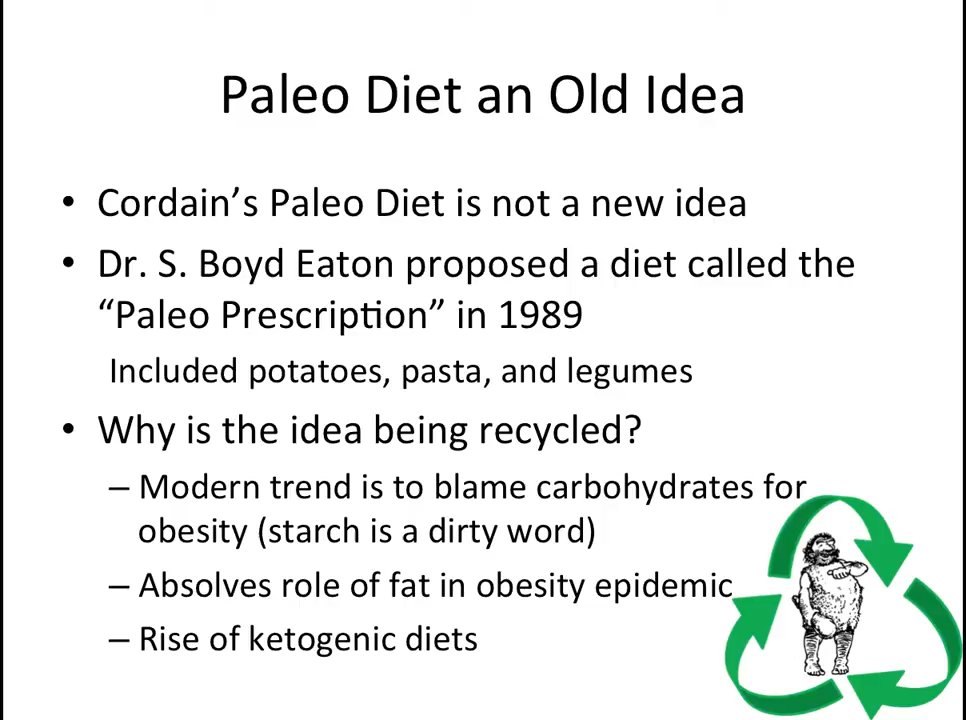 Paleo Diet an Old Idea
• Cordain’s Paleo Diet is not a new idea
• Dr. S. Boyd Eaton proposed a diet called the
“Paleo Prescription” in 1989
Included potatoes, pasta, and legumes
• Why is the idea being recycled?
– Modern trend is to blame carbohydrates for
obesity (starch is a dirty word)
– Absolves role of fat in obesity epidemic
– Rise of ketogenic diets